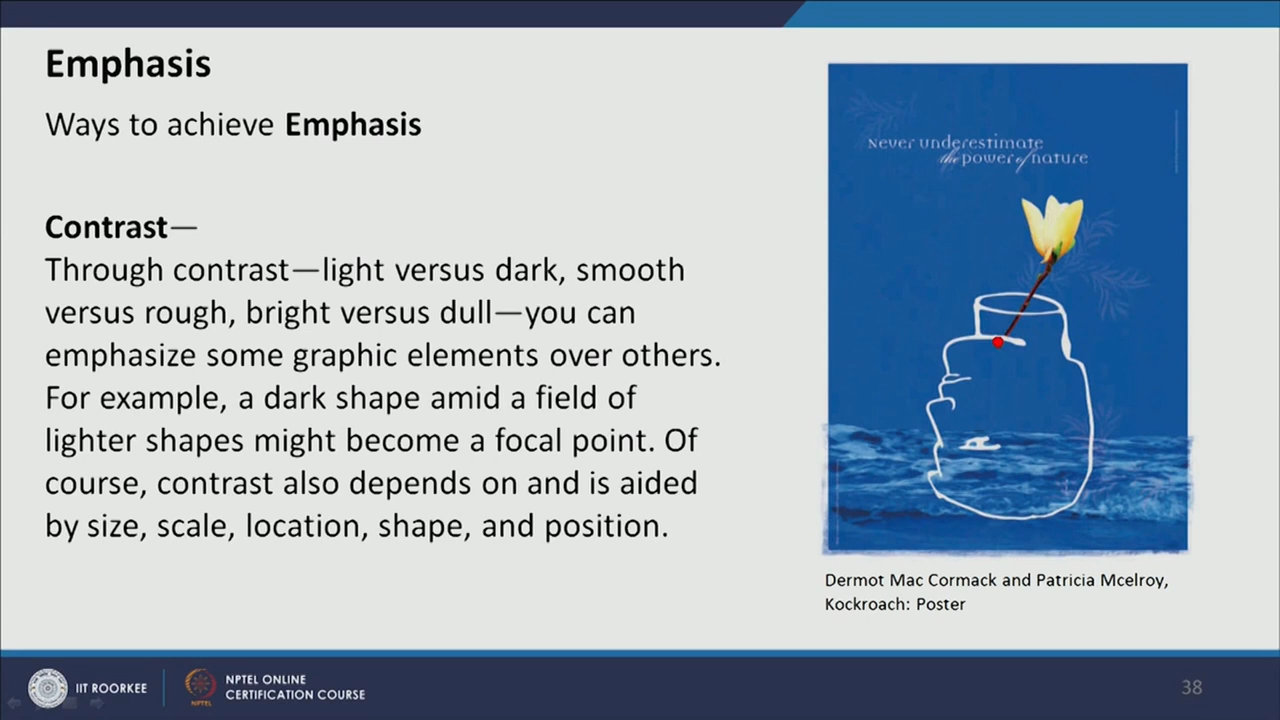 Emphasis
Ways to achieve Emphasis
Contrast—
Through contrast—light versus dark, smooth
versus rough, bright versus dull—you can
emphasize some graphic elements over others.
For example, a dark shape amid a field of
lighter shapes might become a focal point. Of
course, contrast also depends on and is aided
by size, scale, location, shape, and position.
Never underestimate
the power of nature
Dermot Mac Cormack and Patricia Mcelroy,
Kockroach: Poster
IIT ROORKEE
NPTEL
NPTEL ONLINE
CERTIFICATION COURSE
38